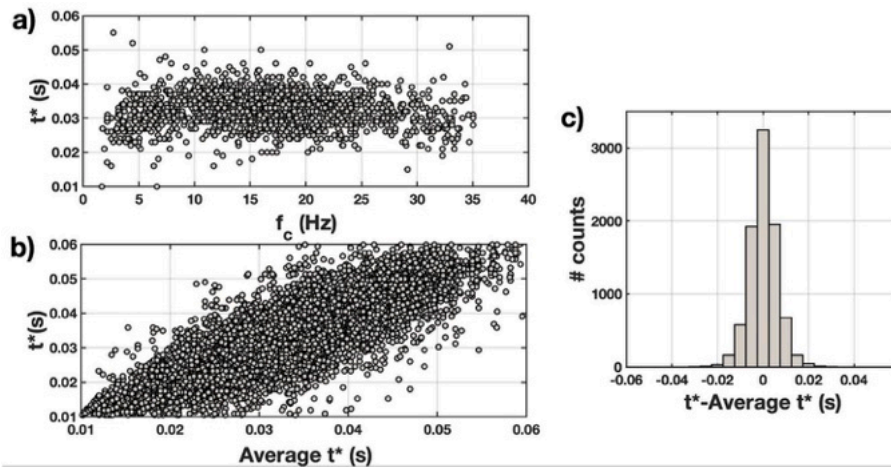 a)
0.06
0.05
0.04
0.03
0.02
0.01
t* (s)
0 5 10 15 20 25 30 35 40
f_c (Hz)
b)
0.06
0.05
0.04
0.03
0.02
0.01
t*(s)
0.01 0.02 0.03 0.04 0.05 0.06
Average t* (s)
c)
3000
2000
1000
0
# counts
-0.06 -0.04 -0.02 0 0.02 0.04
t*-Average t* (s)